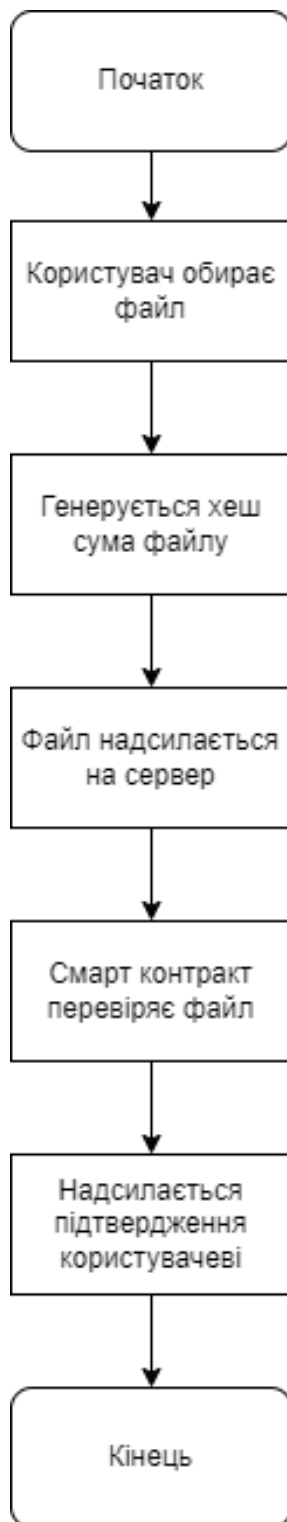 Початок
Користувач обирає
файл
Генерується хеш
сума файлу
Файл надсилається
на сервер
Смарт контракт
перевіряє файл
Надсилається
підтвердження
користувачеві
Кінець